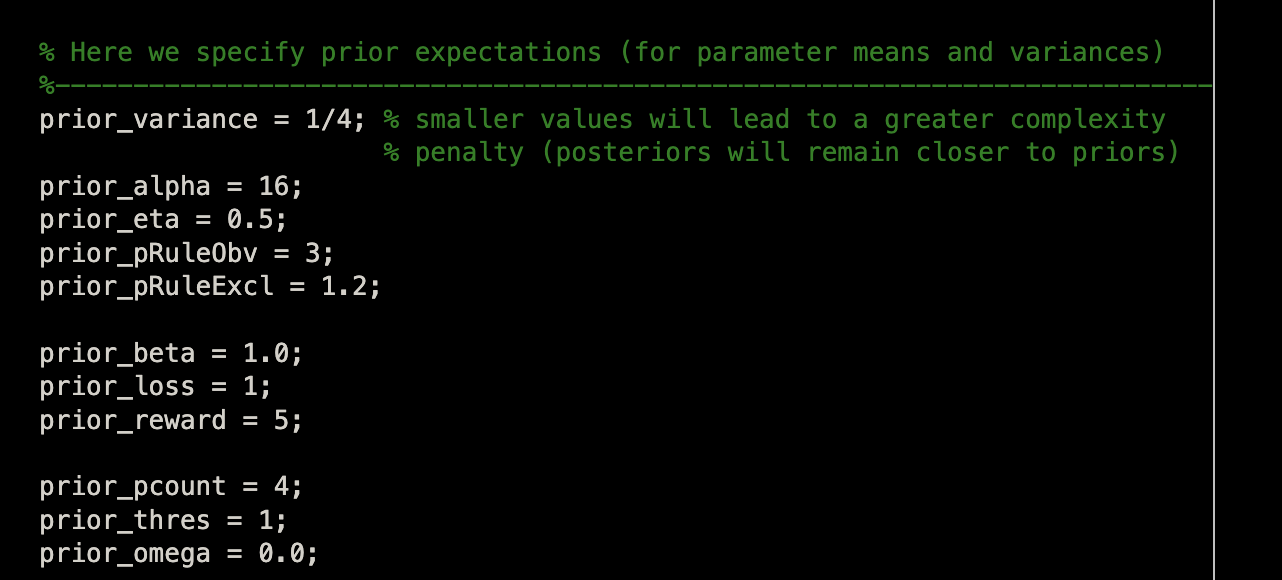 % Here we specify prior expectations (for parameter means and variances)
%--------------------------------------------------------------------------
prior_variance = 1/4; % smaller values will lead to a greater complexity
% penalty (posteriors will remain closer to priors)
prior_alpha = 16;
prior_eta = 0.5;
prior_pRuleObv = 3;
prior_pRuleExcl = 1.2;
prior_beta = 1.0;
prior_loss = 1;
prior_reward = 5;
prior_pcount = 4;
prior_thres = 1;
prior_omega = 0.0;